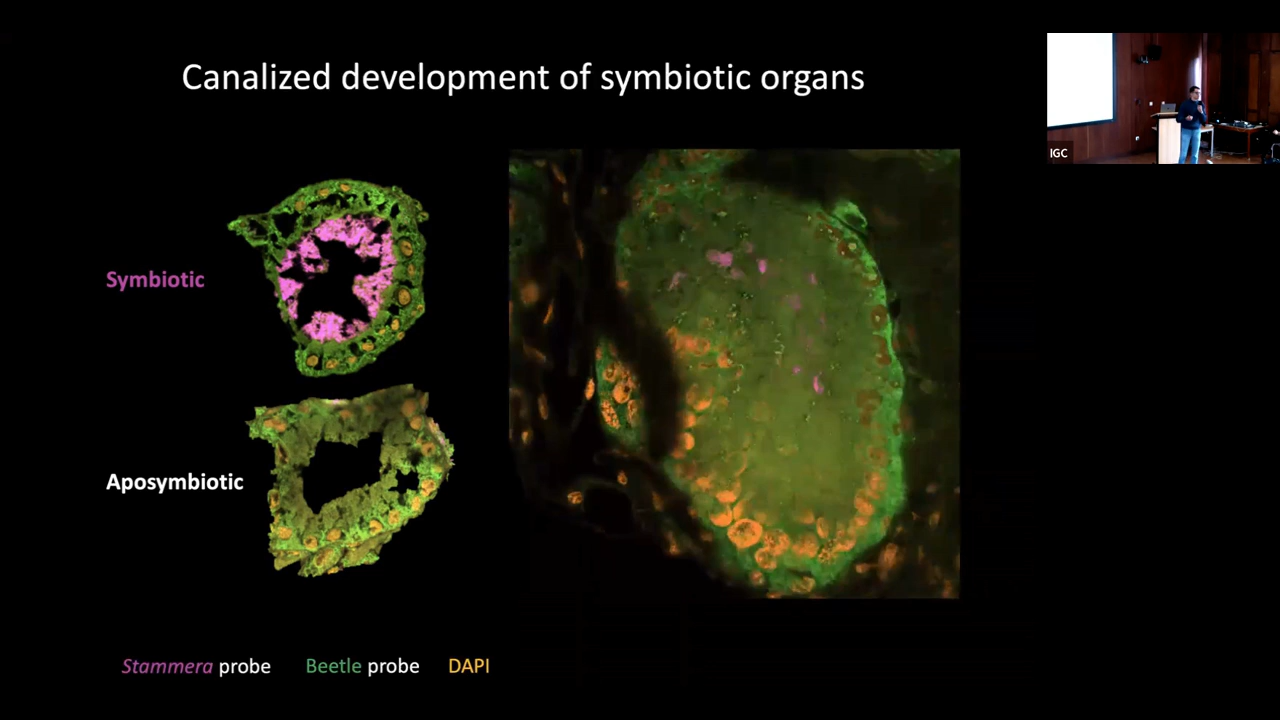 Canalized development of symbiotic organs
IGC
Symbiotic
Aposymbiotic
Stammera probe Beetle probe DAPI